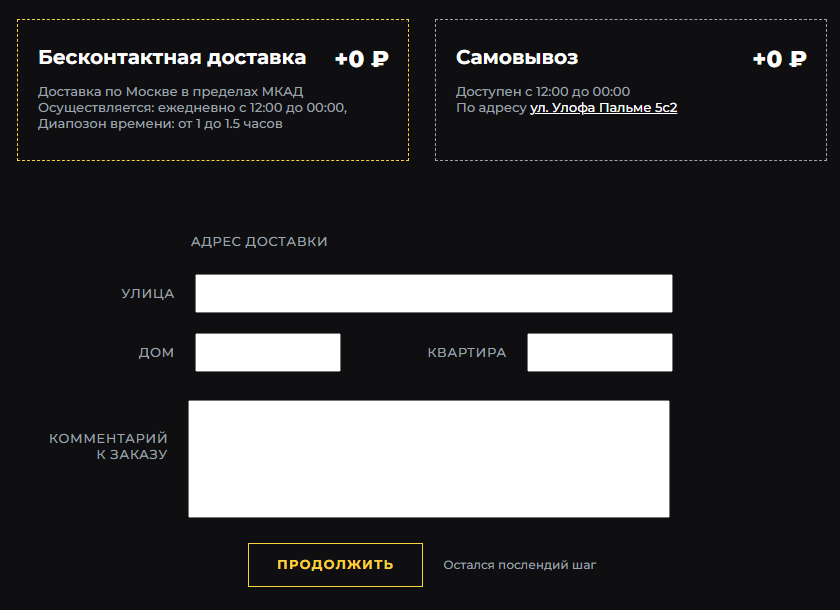 Бесконтактная доставка +0 ₽
Доставка по Москве в пределах МКАД
Осуществляется: ежедневно с 12:00 до 00:00,
Диапозон времени: от 1 до 1.5 часов
Самовывоз +0 ₽
Доступен с 12:00 до 00:00
По адресу ул. Улофа Пальме 5с2
АДРЕС ДОСТАВКИ
УЛИЦА
ДОМ
КВАРТИРА
КОММЕНТАРИЙ
К ЗАКАЗУ
ПРОДОЛЖИТЬ
Остался послендий шаг